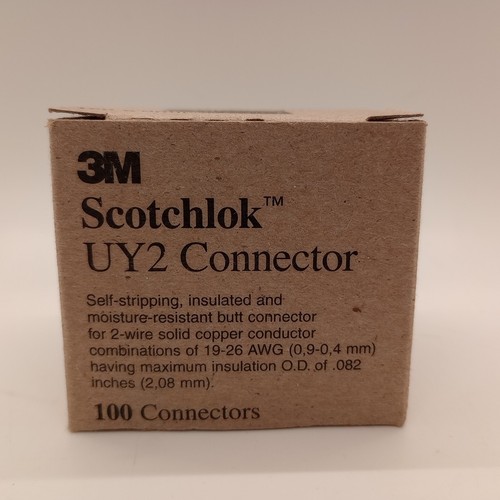 3M
Scotchlok™
UY2 Connector
Self-stripping, insulated and
moisture-resistant butt connector
for 2-wire solid copper conductor
combinations of 19-26 AWG (0,9-0,4 mm)
having maximum insulation O.D. of .082
inches (2,08 mm).
100 Connectors